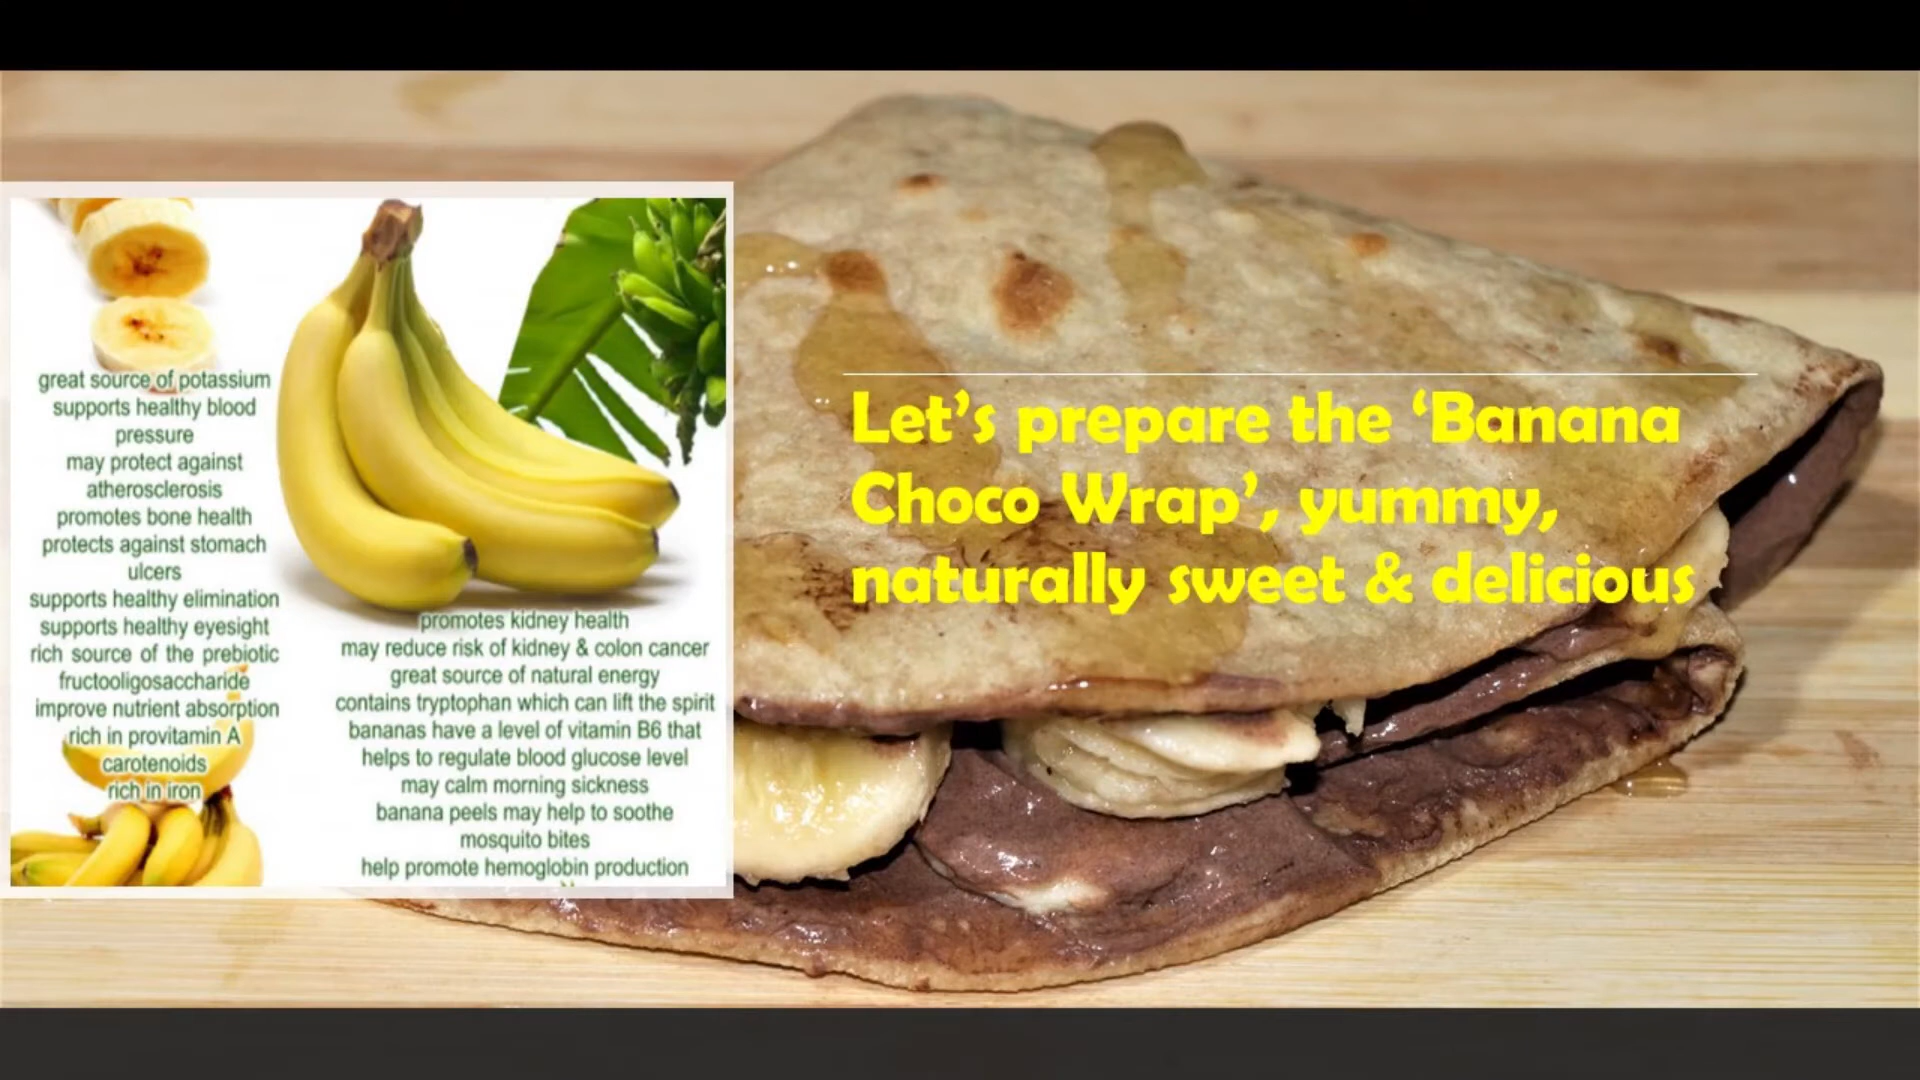 great source of potassium
supports healthy blood
pressure
may protect against
atherosclerosis
promotes bone health
protects against stomach
ulcers
supports healthy elimination
supports healthy eyesight
rich source of the prebiotic
fructooligosaccharide
improve nutrient absorption
rich in provitamin A
carotenoids
rich in iron
promotes kidney health
may reduce risk of kidney & colon cancer
great source of natural energy
contains tryptophan which can lift the spirit
bananas have a level of vitamin B6 that
helps to regulate blood glucose level
may calm morning sickness
banana peels may help to soothe
mosquito bites
help promote hemoglobin production
Let’s prepare the ‘Banana
Choco Wrap’, yummy,
naturally sweet & delicious